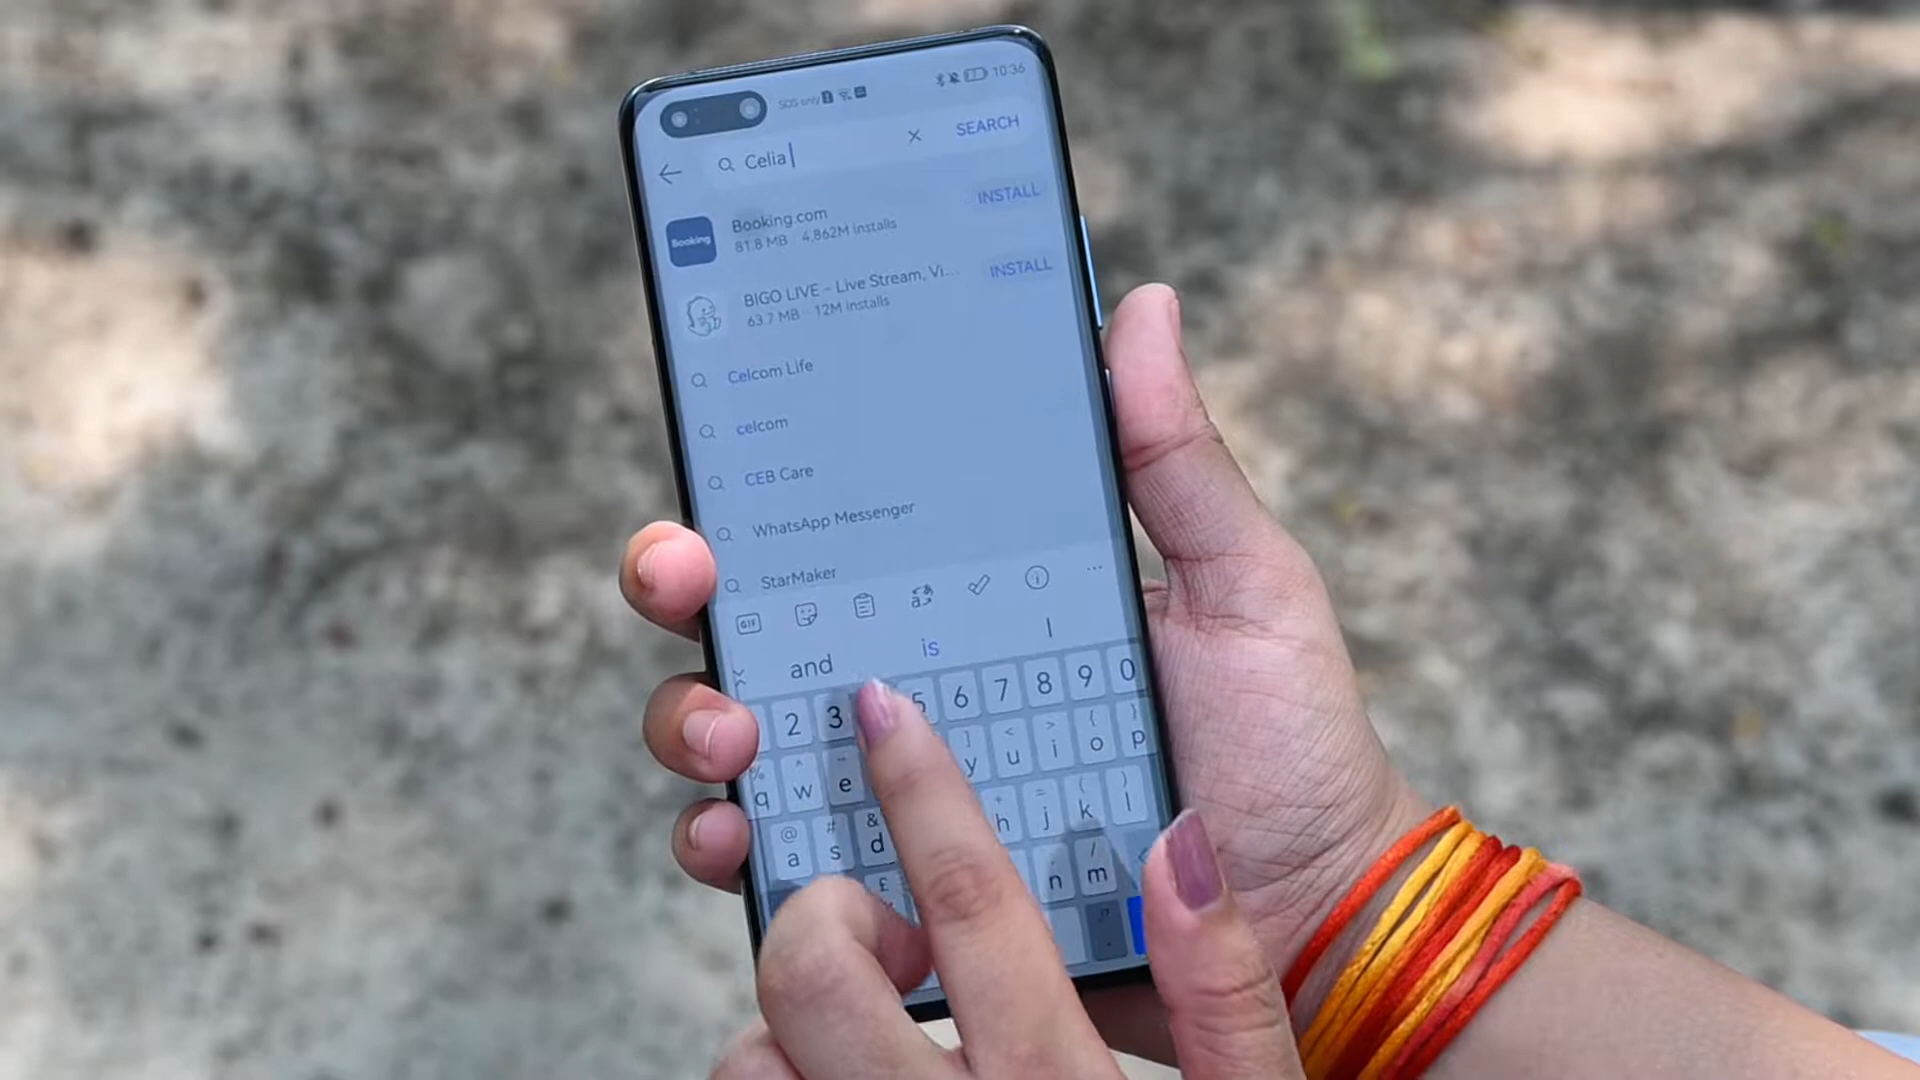 SOS only
10:36
Celia
SEARCH
Booking
Booking.com
81.8 MB · 4,862M installs
INSTALL
BIGO LIVE - Live Stream, Vi...
63.7 MB · 12M installs
INSTALL
Celcom Life
celcom
CEB Care
WhatsApp Messenger
StarMaker
GIF
and is I
2 3 5 6 7 8 9 0
% ^ ~ ] < > { }
q w e y u i o p
@ # & + = ( )
a s d h j k l
£ /
n m